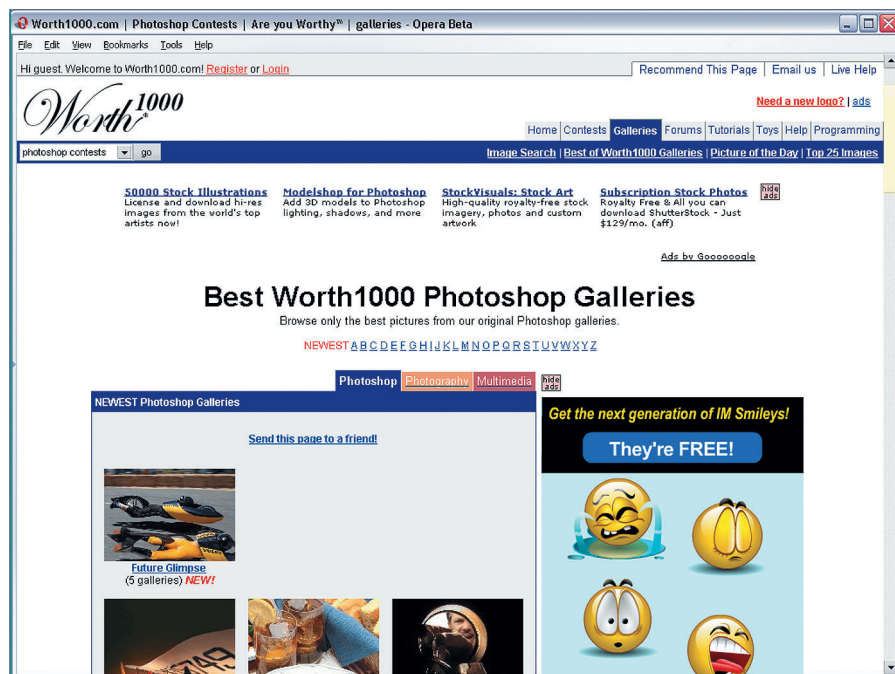 Worth1000.com | Photoshop Contests | Are you Worthy™ | galleries - Opera Beta
File Edit View Bookmarks Tools Help
Hi guest. Welcome to Worth1000.com! Register or Login
Recommend This Page | Email us | Live Help
Worth1000
Need a new logo? | ads
Home Contests Galleries Forums Tutorials Toys Help Programming
photoshop contests go
Image Search | Best of Worth1000 Galleries | Picture of the Day | Top 25 Images
50000 Stock Illustrations
License and download hi-res
images from the world's top
artists now!
Modelshop for Photoshop
Add 3D models to Photoshop
lighting, shadows, and more
StockVisuals: Stock Art
High-quality royalty-free stock
imagery, photos and custom
artwork
Subscription Stock Photos
Royalty Free & All you can
download ShutterStock - Just
$129/mo. (aff)
hide
ads
Ads by Goooooogle
Best Worth1000 Photoshop Galleries
Browse only the best pictures from our original Photoshop galleries.
NEWEST A B C D E F G H I J K L M N O P Q R S T U V W X Y Z
Photoshop Photography Multimedia
hide
ads
NEWEST Photoshop Galleries
Send this page to a friend!
Future Glimpse
(5 galleries) NEW!
749
Get the next generation of IM Smileys!
They're FREE!